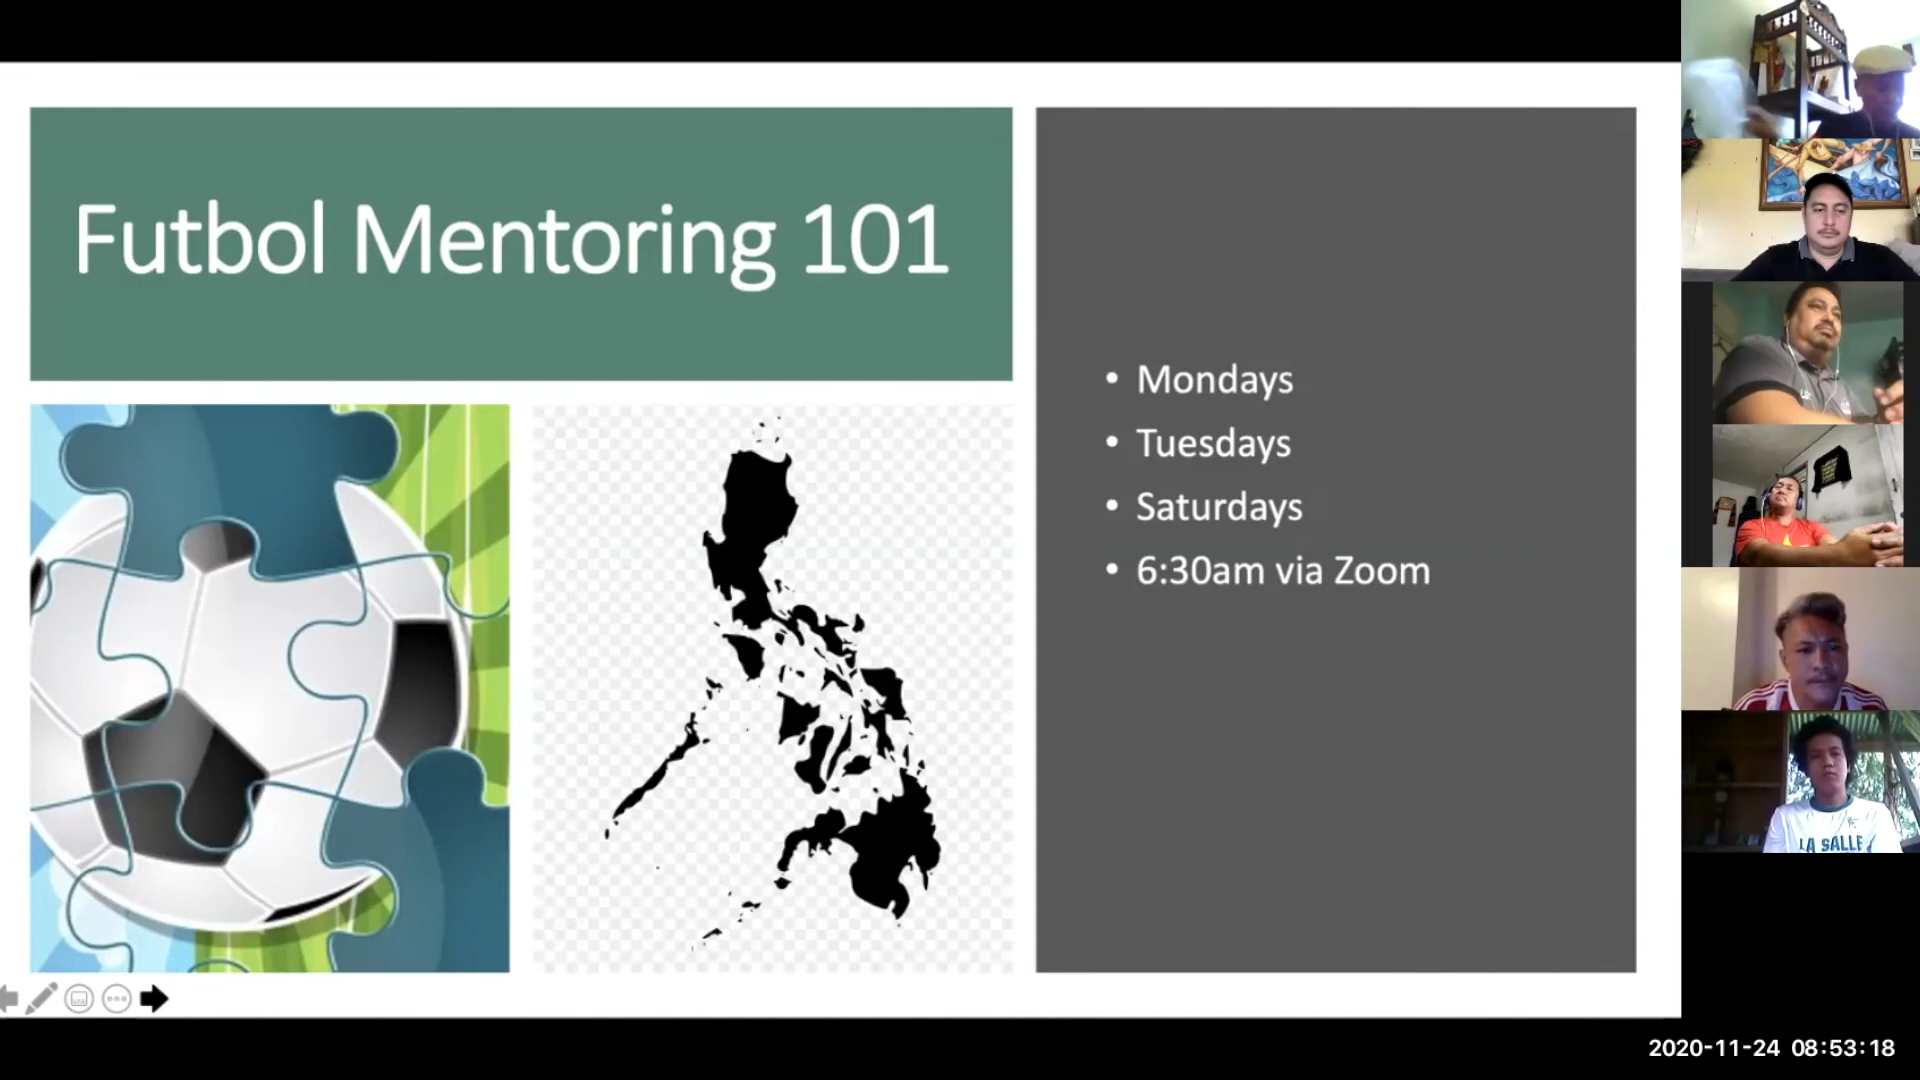 Futbol Mentoring 101
• Mondays
• Tuesdays
• Saturdays
• 6:30am via Zoom
LA SALLE
2020-11-24 08:53:18